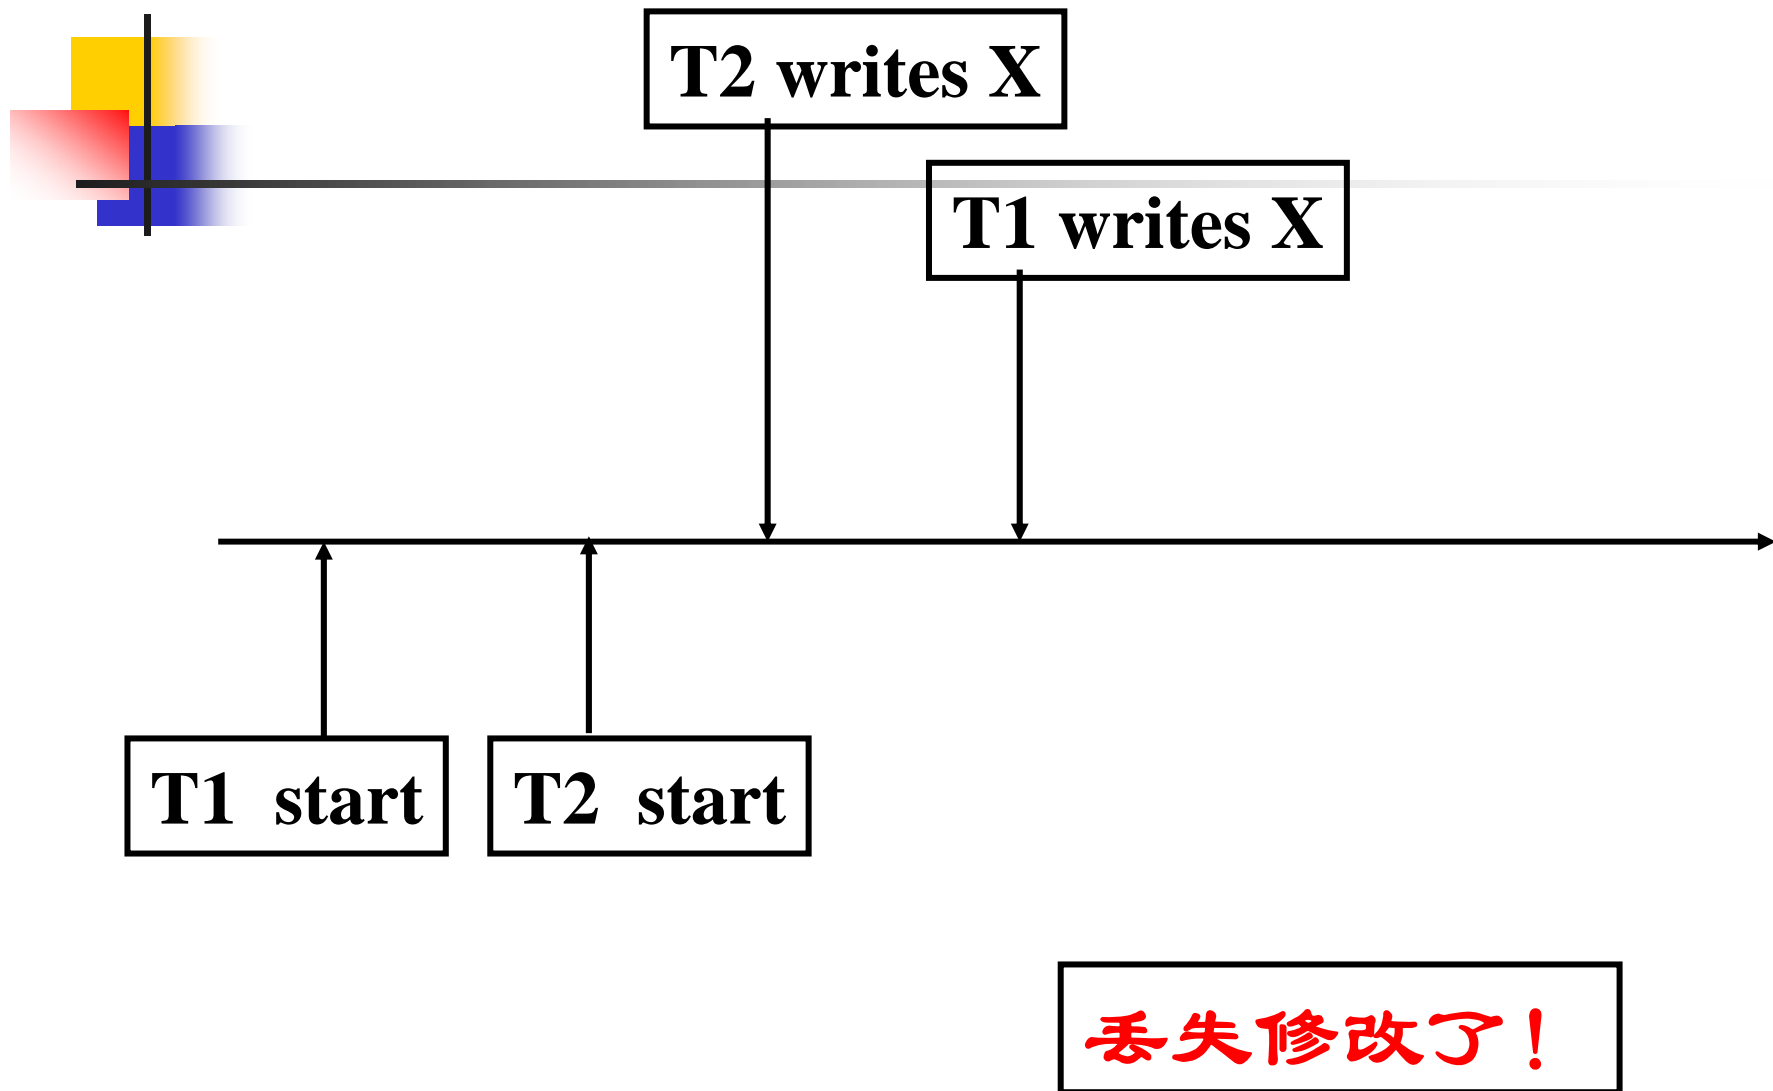 T2 writes X
T1 writes X
T1 start
T2 start
丢失修改了！